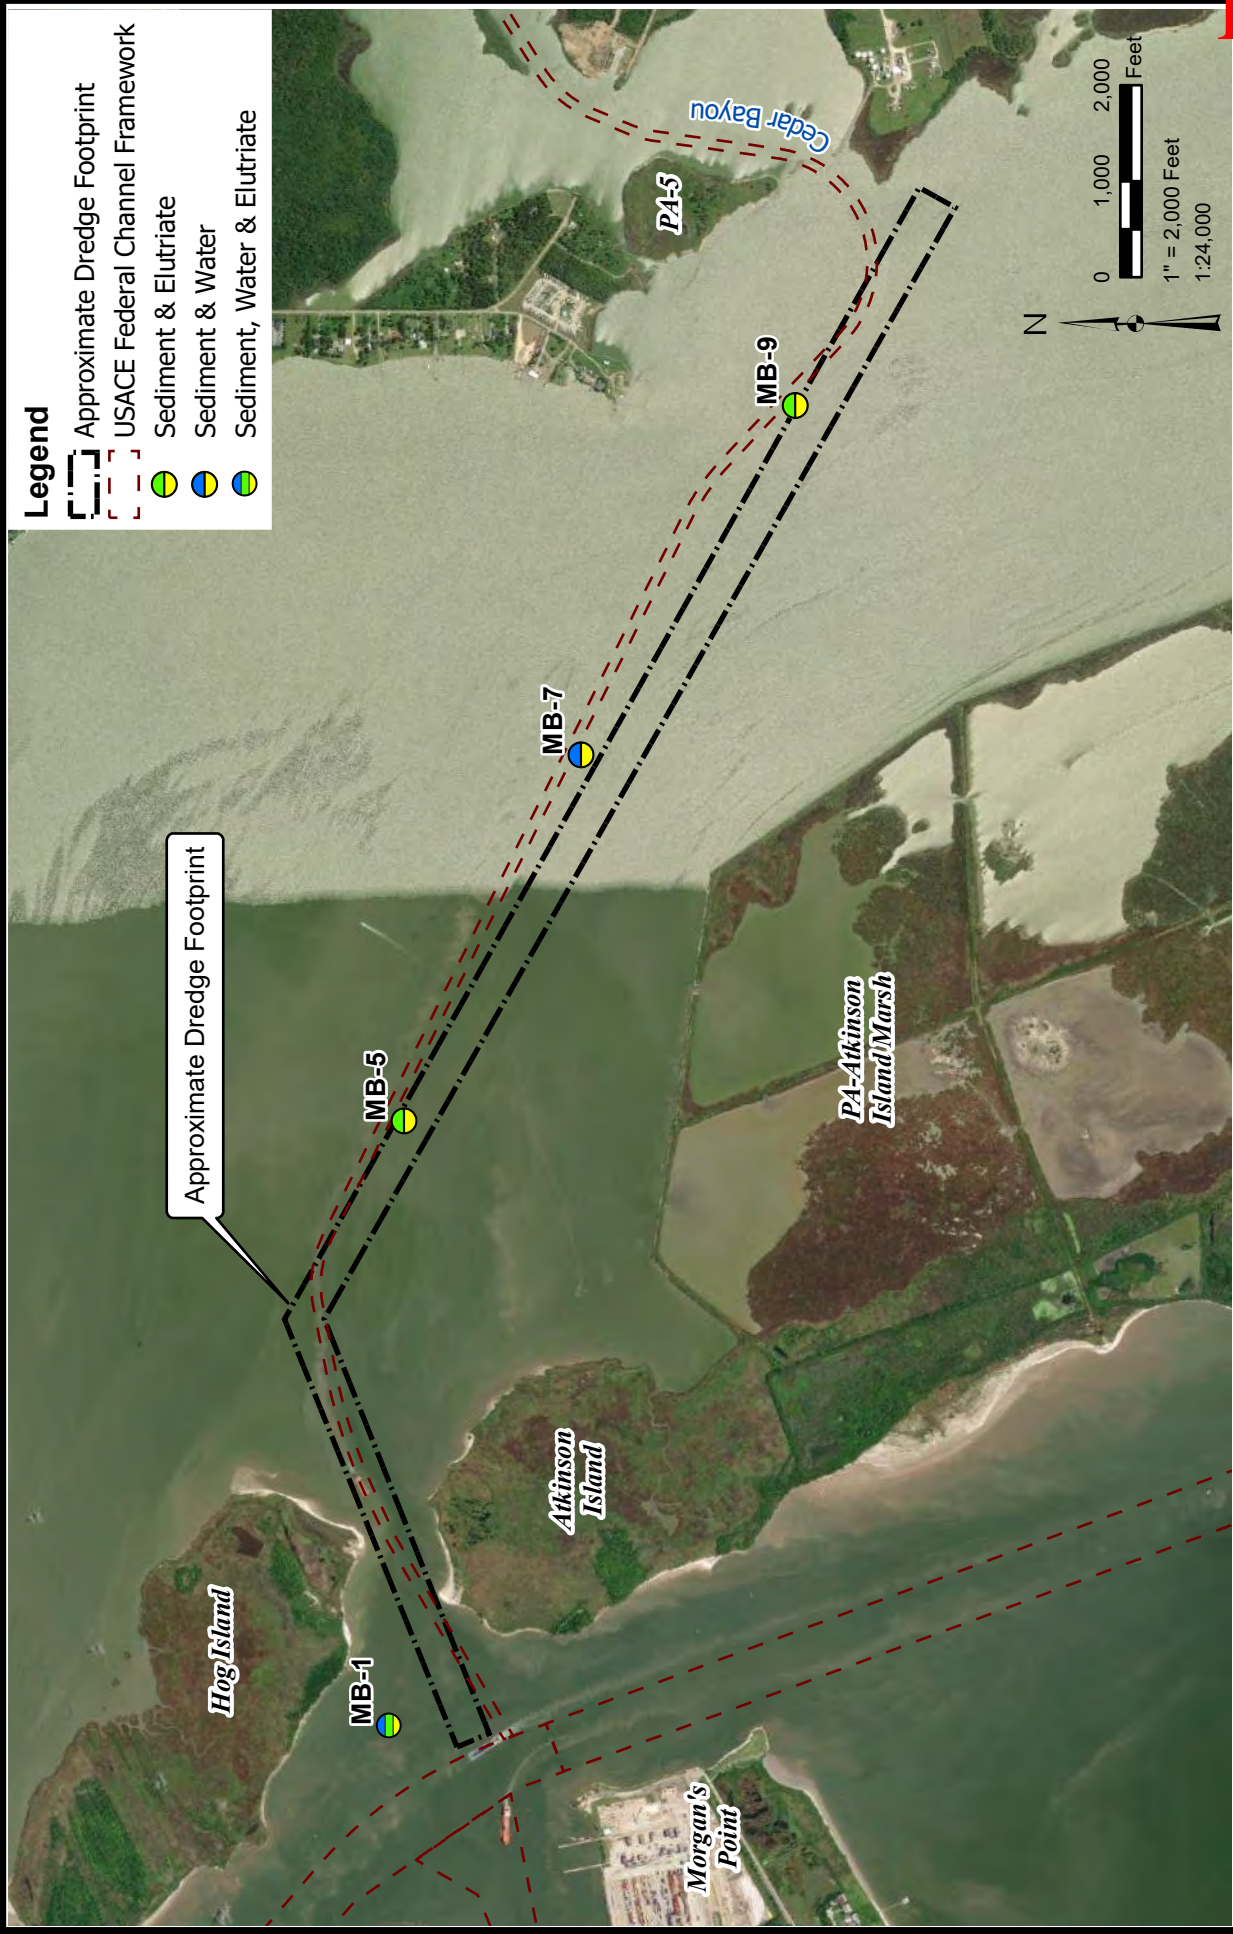 Legend
Approximate Dredge Footprint
USACE Federal Channel Framework
Sediment & Elutriate
Sediment & Water
Sediment, Water & Elutriate
Approximate Dredge Footprint
Hog Island
MB-1
MB-5
MB-7
MB-9
Atkinson
Island
PA-Atkinson
Island Marsh
Morgan's
Point
PA-5
Cedar Bayou
N
0 1,000 2,000
Feet
1" = 2,000 Feet
1:24,000